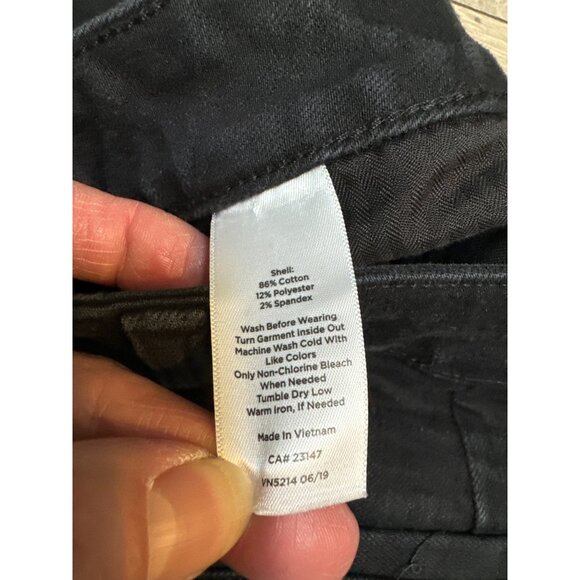 Shell:
86% Cotton
12% Polyester
2% Spandex
Wash Before Wearing
Turn Garment Inside Out
Machine Wash Cold With
Like Colors
Only Non-Chlorine Bleach
When Needed
Tumble Dry Low
Warm iron, If Needed
Made In Vietnam
CA# 23147
VN5214 06/19